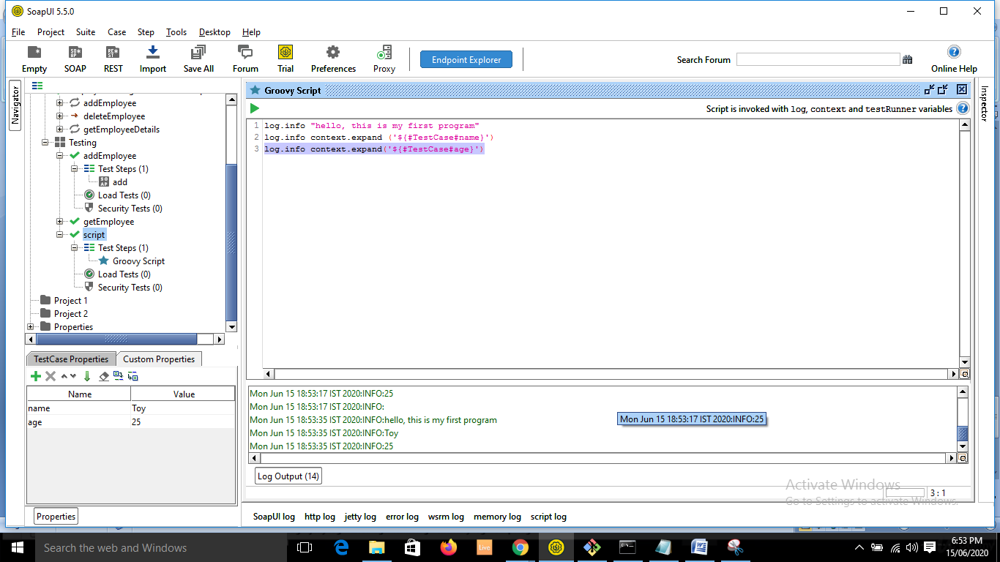 SoapUI 5.5.0
File Project Suite Case Step Tools Desktop Help
Empty SOAP REST Import Save All Forum Trial Preferences Proxy Endpoint Explorer Search Forum Online Help
Navigator
Inspector
addEmployee
deleteEmployee
getEmployeeDetails
Testing
addEmployee
Test Steps (1)
add
Load Tests (0)
Security Tests (0)
getEmployee
script
Test Steps (1)
Groovy Script
Load Tests (0)
Security Tests (0)
Project 1
Project 2
Properties
TestCase Properties Custom Properties
Name Value
name Toy
age 25
Properties
Groovy Script
Script is invoked with log, context and testRunner variables
1 log.info "hello, this is my first program"
2 log.info context.expand ('${#TestCase#name}')
3 log.info context.expand('${#TestCase#age}')
Mon Jun 15 18:53:17 IST 2020:INFO:25
Mon Jun 15 18:53:17 IST 2020:INFO:
Mon Jun 15 18:53:35 IST 2020:INFO:hello, this is my first program
Mon Jun 15 18:53:17 IST 2020:INFO:25
Mon Jun 15 18:53:35 IST 2020:INFO:Toy
Mon Jun 15 18:53:35 IST 2020:INFO:25
Log Output (14)
Activate Windows
Go to Settings to activate Windows.
3 : 1
SoapUI log http log jetty log error log wsrm log memory log script log
Search the web and Windows
Live
6:53 PM
15/06/2020